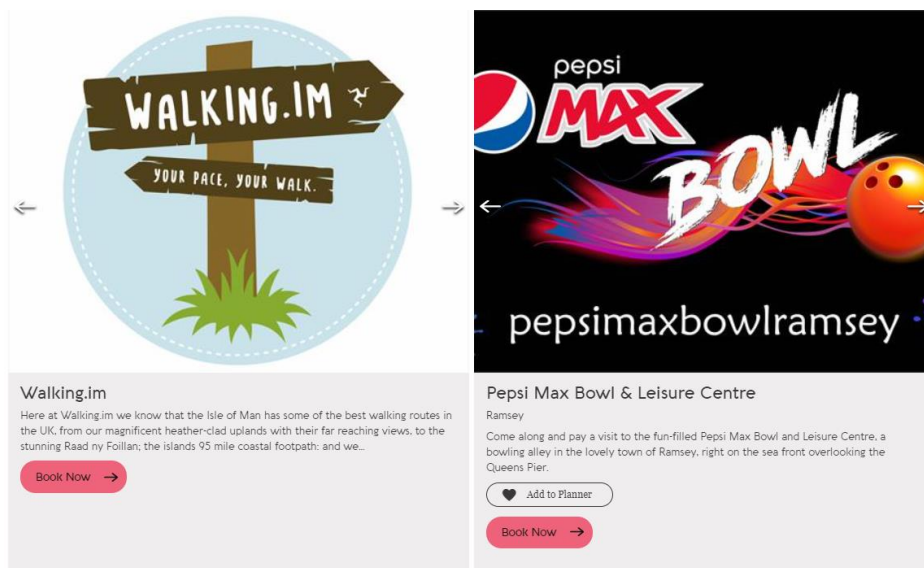 WALKING.IM
YOUR PACE, YOUR WALK.
Walking.im
Here at Walking.im we know that the Isle of Man has some of the best walking routes in
the UK, from our magnificent heather-clad uplands with their far reaching views, to the
stunning Raad ny Foillan; the islands 95 mile coastal footpath: and we...
Book Now
pepsi
MAX
BOWL
pepsimaxbowlramsey
Pepsi Max Bowl & Leisure Centre
Ramsey
Come along and pay a visit to the fun-filled Pepsi Max Bowl and Leisure Centre, a
bowling alley in the lovely town of Ramsey, right on the sea front overlooking the
Queens Pier.
Add to Planner
Book Now